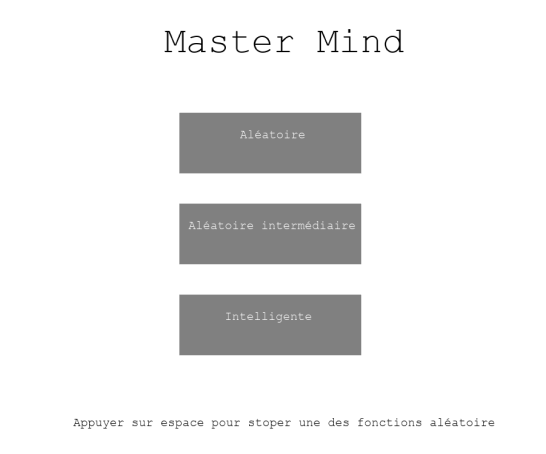 Master Mind
Aléatoire
Aléatoire intermédiaire
Intelligente
Appuyer sur espace pour stoper une des fonctions aléatoire